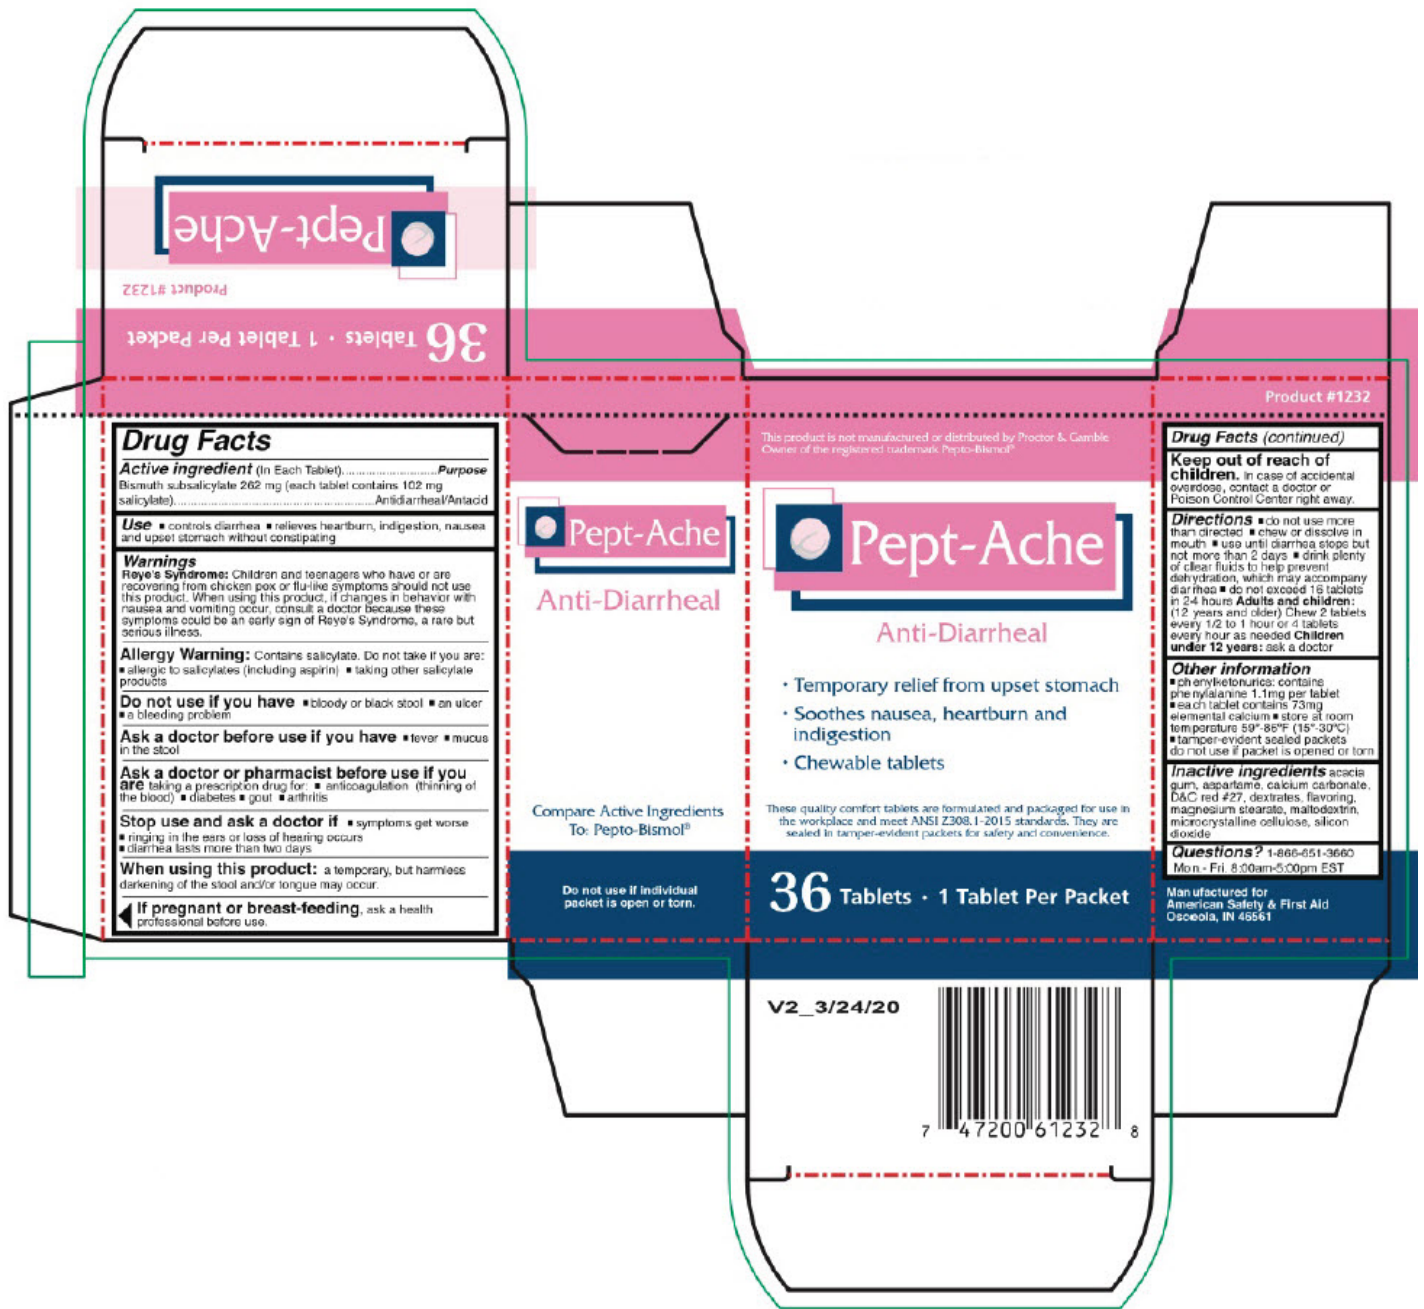 Pept-Ache
Product #1232
36 Tablets · 1 Tablet Per Packet
Drug Facts
Active ingredient (In Each Tablet)............................Purpose
Bismuth subsalicylate 262 mg (each tablet contains 102 mg
salicylate)............................................................Antidiarrheal/Antacid
Use ▪ controls diarrhea ▪ relieves heartburn, indigestion, nausea
and upset stomach without constipating
Warnings
Reye's Syndrome: Children and teenagers who have or are
recovering from chicken pox or flu-like symptoms should not use
this product. When using this product, if changes in behavior with
nausea and vomiting occur, consult a doctor because these
symptoms could be an early sign of Reye's Syndrome, a rare but
serious illness.
Allergy Warning: Contains salicylate. Do not take if you are:
▪ allergic to salicylates (including aspirin) ▪ taking other salicylate
products
Do not use if you have ▪ bloody or black stool ▪ an ulcer
▪ a bleeding problem
Ask a doctor before use if you have ▪ fever ▪ mucus
in the stool
Ask a doctor or pharmacist before use if you
are taking a prescription drug for: ▪ anticoagulation (thinning of
the blood) ▪ diabetes ▪ gout ▪ arthritis
Stop use and ask a doctor if ▪ symptoms get worse
▪ ringing in the ears or loss of hearing occurs
▪ diarrhea lasts more than two days
When using this product: a temporary, but harmless
darkening of the stool and/or tongue may occur.
If pregnant or breast-feeding, ask a health
professional before use.
Pept-Ache
Anti-Diarrheal
Compare Active Ingredients
To: Pepto-Bismol®
Do not use if individual
packet is open or torn.
This product is not manufactured or distributed by Proctor & Gamble
Owner of the registered trademark Pepto-Bismol®
Pept-Ache
Anti-Diarrheal
· Temporary relief from upset stomach
· Soothes nausea, heartburn and
indigestion
· Chewable tablets
These quality comfort tablets are formulated and packaged for use in
the workplace and meet ANSI Z308.1-2015 standards. They are
sealed in tamper-evident packets for safety and convenience.
36 Tablets · 1 Tablet Per Packet
V2_3/24/20
7 47200 61232 8
Product #1232
Drug Facts (continued)
Keep out of reach of
children. In case of accidental
overdose, contact a doctor or
Poison Control Center right away.
Directions ▪ do not use more
than directed ▪ chew or dissolve in
mouth ▪ use until diarrhea stops but
not more than 2 days ▪ drink plenty
of clear fluids to help prevent
dehydration, which may accompany
diarrhea ▪ do not exceed 16 tablets
in 24 hours Adults and children:
(12 years and older) Chew 2 tablets
every 1/2 to 1 hour or 4 tablets
every hour as needed Children
under 12 years: ask a doctor
Other information
▪ phenylketonurics: contains
phenylalanine 1.1mg per tablet
▪ each tablet contains 73mg
elemental calcium ▪ store at room
temperature 59°-86°F (15°-30°C)
▪ tamper-evident sealed packets
do not use if packet is opened or torn
Inactive ingredients acacia
gum, aspartame, calcium carbonate,
D&C red #27, dextrates, flavoring,
magnesium stearate, maltodextrin,
microcrystalline cellulose, silicon
dioxide
Questions? 1-866-651-3660
Mon.- Fri. 8:00am-5:00pm EST
Manufactured for
American Safety & First Aid
Osceola, IN 46561